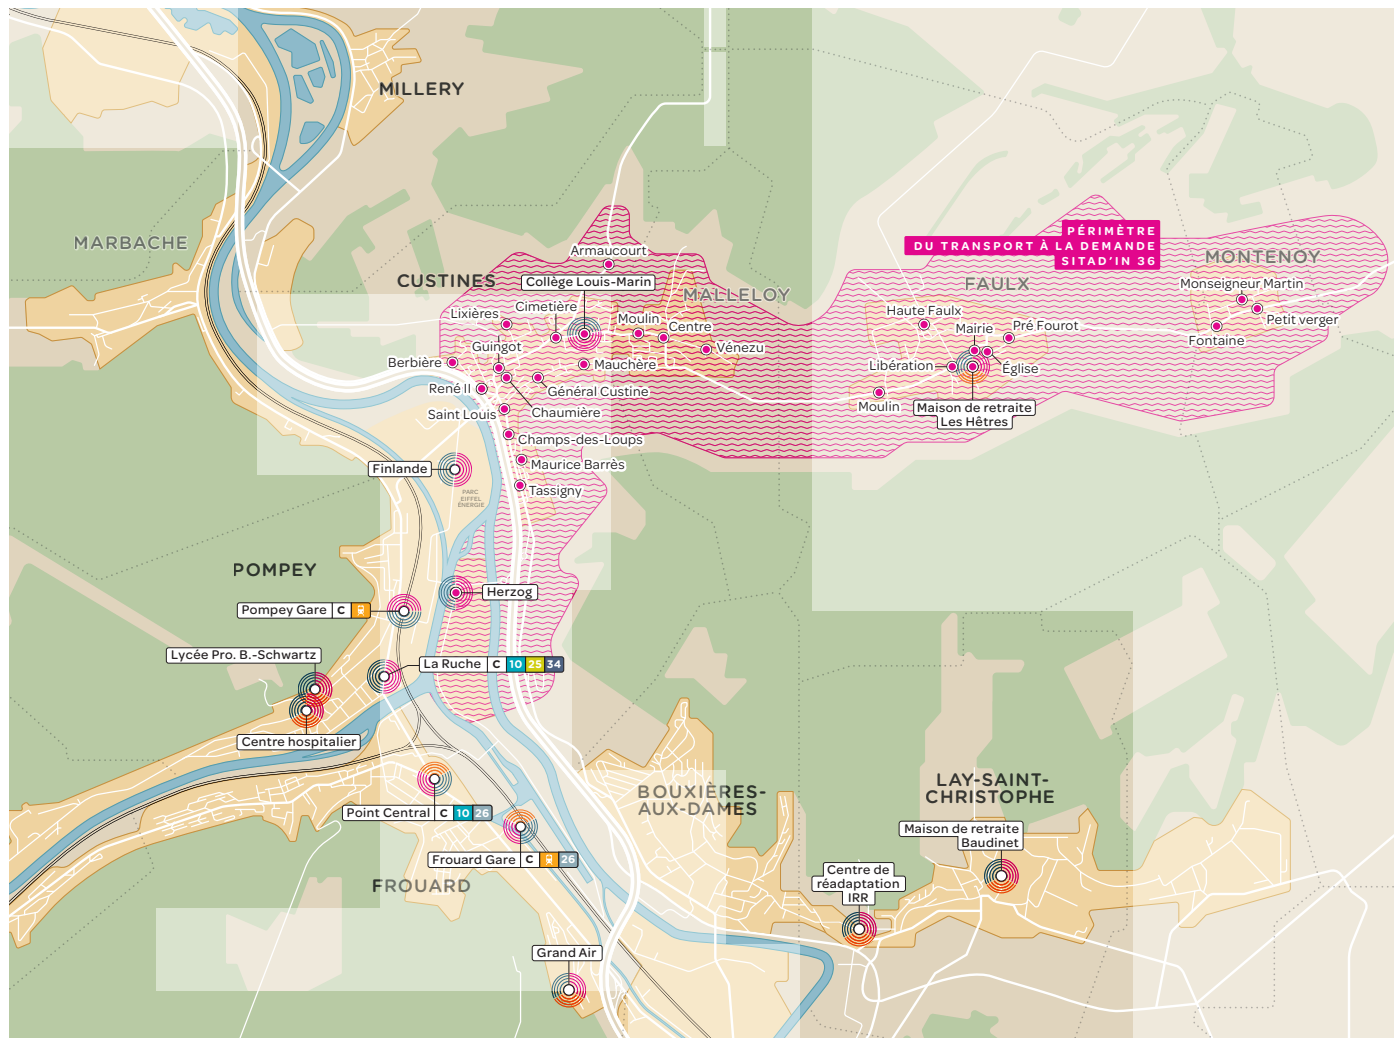 MILLERY
MARBACHE
CUSTINES
Armaucourt
Collège Louis-Marin
MALLELOY
PÉRIMÈTRE
DU TRANSPORT À LA DEMANDE
SITAD'IN 36
MONTENOY
FAULX
Monseigneur Martin
Petit verger
Fontaine
Haute Faulx
Mairie
Pré Fourot
Libération
Église
Moulin
Maison de retraite
Les Hêtres
Lixières
Cimetière
Moulin
Centre
Vénezu
Guingot
Berbière
Mauchère
René II
Général Custine
Saint Louis
Chaumière
Champs-des-Loups
Maurice Barrès
Tassigny
Finlande
PARC
EIFFEL
ÉNERGIE
POMPEY
Herzog
Pompey Gare C
Lycée Pro. B.-Schwartz
La Ruche C 10 25 34
Centre hospitalier
Point Central C 10 26
Frouard Gare C 26
FROUARD
BOUXIÈRES-
AUX-DAMES
LAY-SAINT-
CHRISTOPHE
Maison de retraite
Baudinet
Centre de
réadaptation
IRR
Grand Air